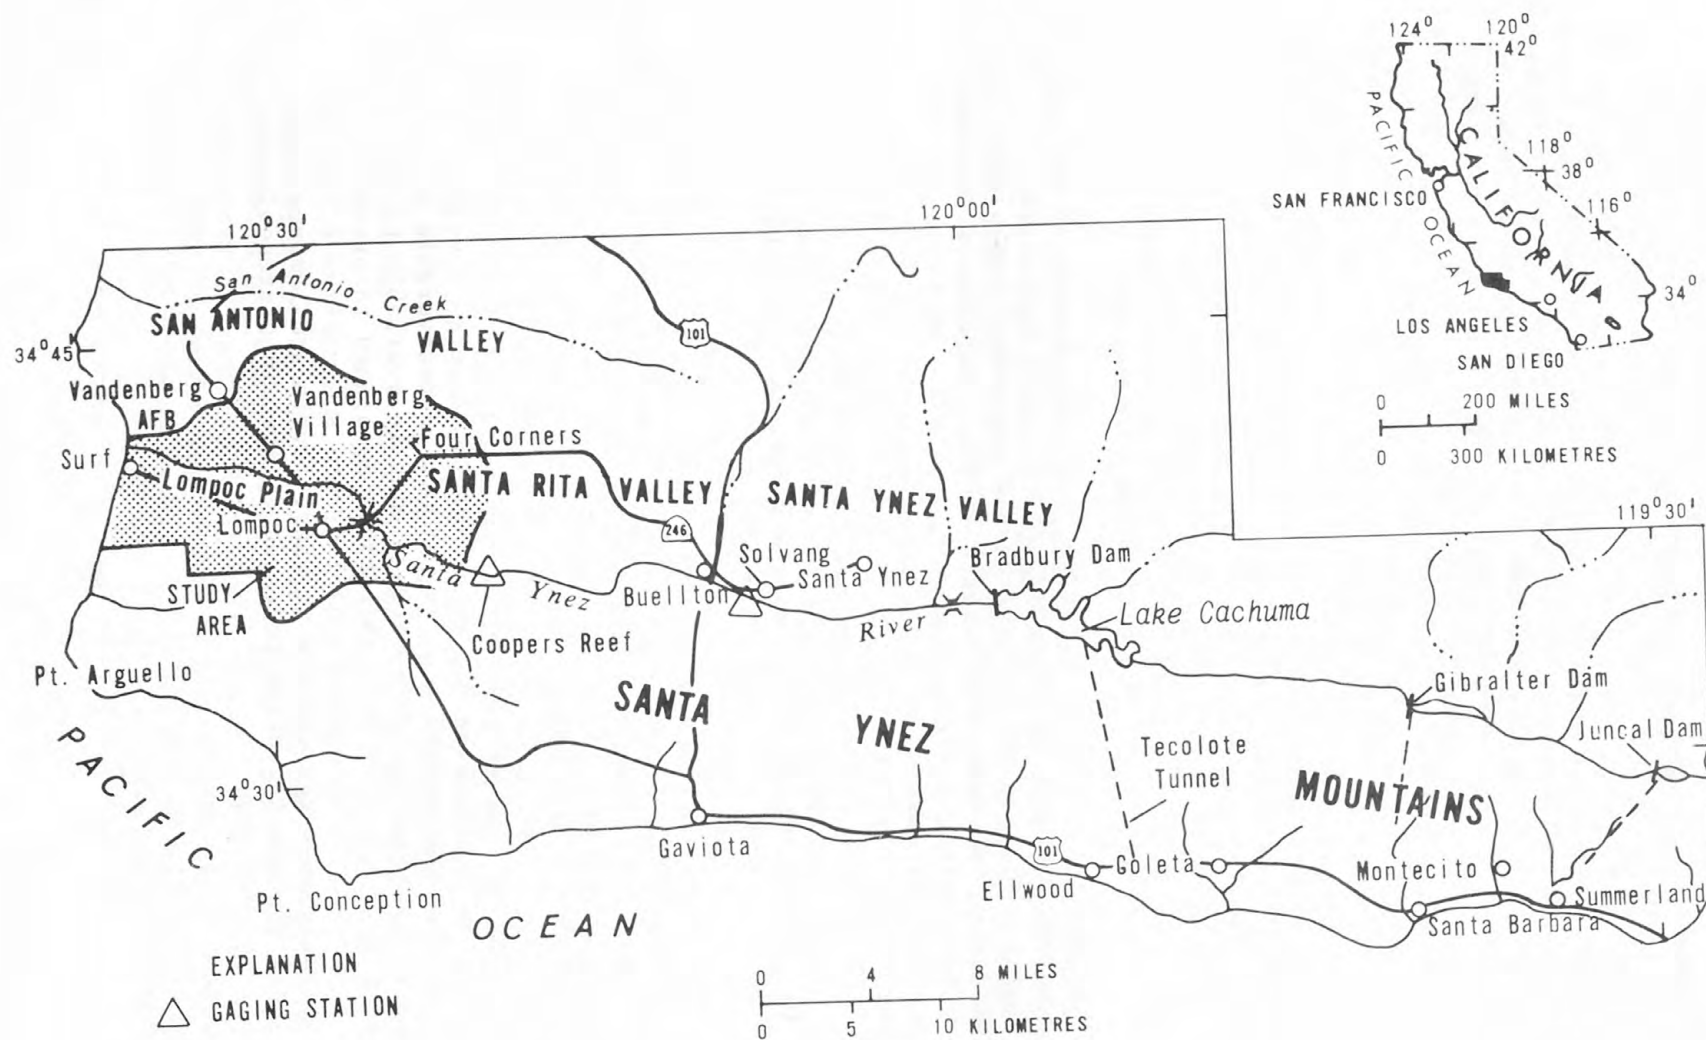 124° 120°
42°
PACIFIC OCEAN
CALIFORNIA
118°
38°
116°
34°
SAN FRANCISCO
LOS ANGELES
SAN DIEGO
0 200 MILES
0 300 KILOMETRES
120°30'
120°00'
119°30'
34°45'
34°30'
San Antonio Creek
SAN ANTONIO
VALLEY
101
Vandenberg
AFB
Vandenberg
Village
Four Corners
Surf
Lompoc Plain
Lompoc
SANTA RITA VALLEY
SANTA YNEZ VALLEY
246
Solvang
Santa Ynez
Buellton
Bradbury Dam
Santa Ynez River
Lake Cachuma
STUDY
AREA
Coopers Reef
Pt. Arguello
SANTA YNEZ MOUNTAINS
Gibralter Dam
Juncal Dam
Tecolote
Tunnel
PACIFIC
OCEAN
Gaviota
101
Ellwood
Goleta
Montecito
Summerland
Santa Barbara
Pt. Conception
EXPLANATION
GAGING STATION
0 4 8 MILES
0 5 10 KILOMETRES